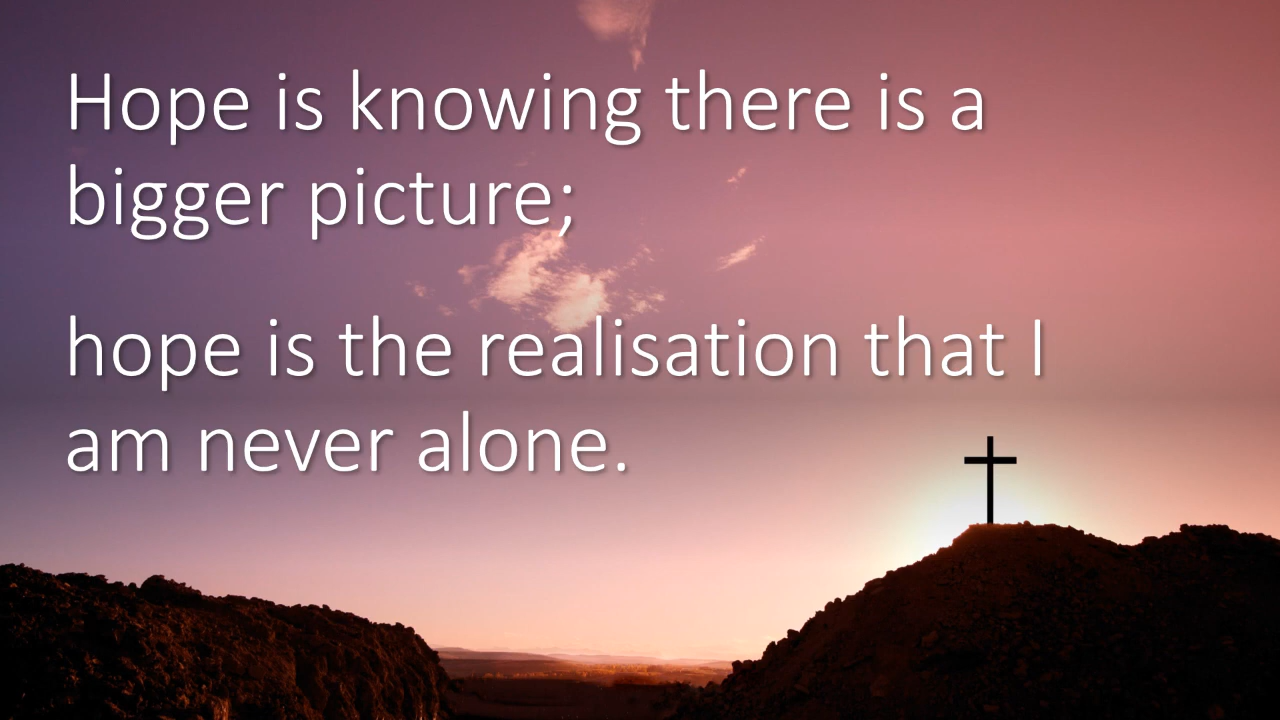 Hope is knowing there is a
bigger picture;
hope is the realisation that I
am never alone.